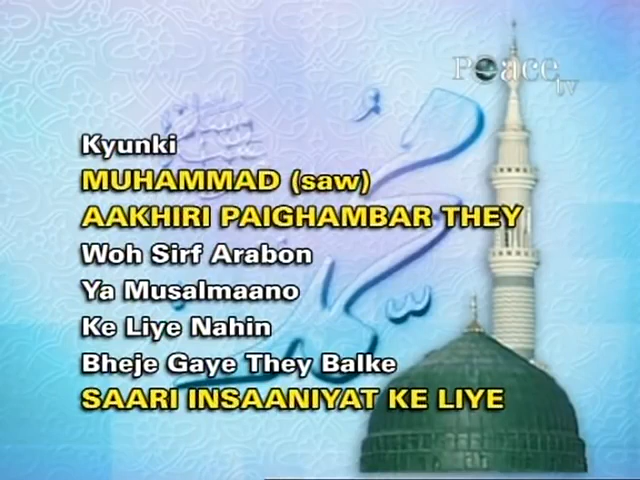 Peace
tv
Kyunki
MUHAMMAD (saw)
AAKHIRI PAIGHAMBAR THEY
Woh Sirf Arabon
Ya Musalmaano
Ke Liye Nahin
Bheje Gaye They Balke
SAARI INSAANIYAT KE LIYE
محمد